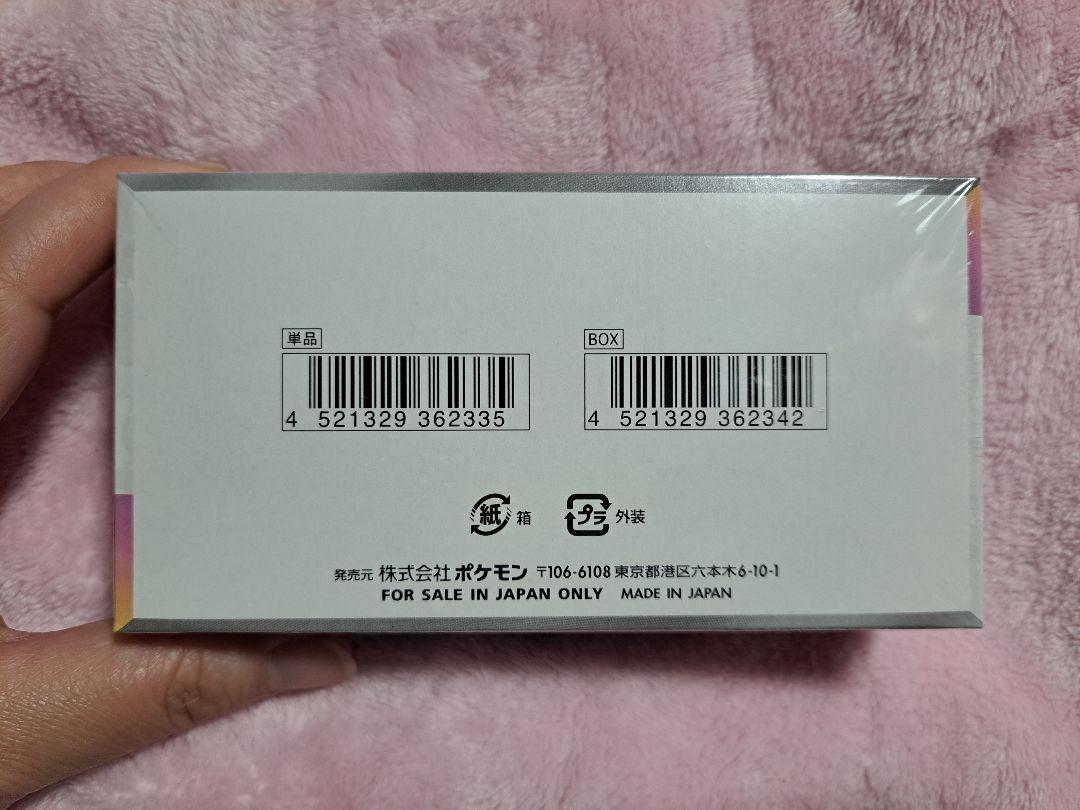 単品
4 521329 362335
BOX
4 521329 362342
紙 箱 プラ 外装
発売元 株式会社 ポケモン 〒106-6108 東京都港区六本木6-10-1
FOR SALE IN JAPAN ONLY MADE IN JAPAN